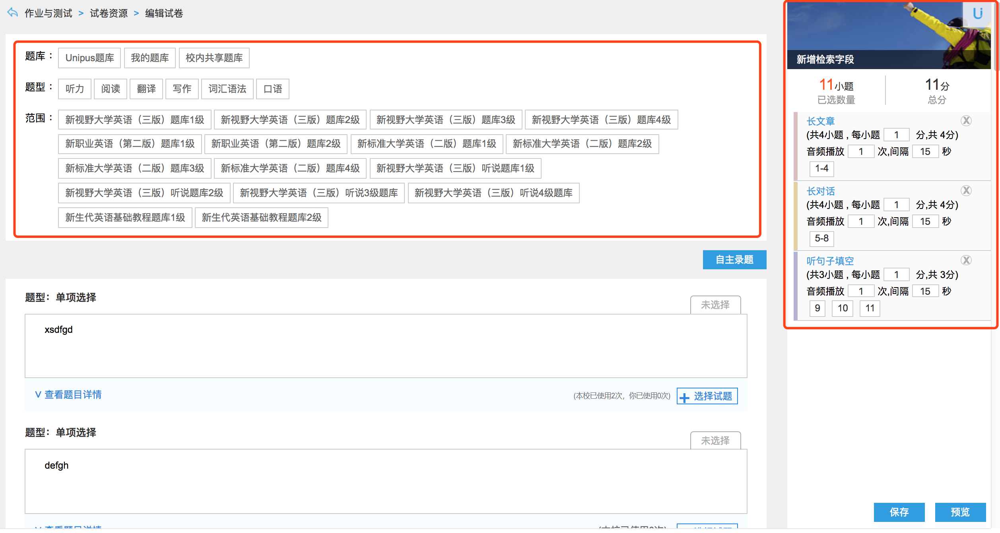 作业与测试 > 试卷资源 > 编辑试卷
题库： Unipus题库 我的题库 校内共享题库
题型： 听力 阅读 翻译 写作 词汇语法 口语
范围： 新视野大学英语（三版）题库1级 新视野大学英语（三版）题库2级 新视野大学英语（三版）题库3级 新视野大学英语（三版）题库4级
新职业英语（第二版）题库1级 新职业英语（第二版）题库2级 新标准大学英语（二版）题库1级 新标准大学英语（二版）题库2级
新标准大学英语（二版）题库3级 新标准大学英语（二版）题库4级 新视野大学英语（三版）听说题库1级
新视野大学英语（三版）听说题库2级 新视野大学英语（三版）听说3级题库 新视野大学英语（三版）听说4级题库
新生代英语基础教程题库1级 新生代英语基础教程题库2级
自主录题
题型：单项选择
未选择
xsdfgd
查看题目详情
(本校已使用2次，你已使用0次) + 选择试题
题型：单项选择
未选择
defgh
查看题目详情
U
新增检索字段
11小题 11分
已选数量 总分
长文章 X
(共4小题 , 每小题 1 分,共 4分)
音频播放 1 次,间隔 15 秒
1-4
长对话 X
(共4小题 , 每小题 1 分,共 4分)
音频播放 1 次,间隔 15 秒
5-8
听句子填空 X
(共3小题 , 每小题 1 分,共 3分)
音频播放 1 次,间隔 15 秒
9 10 11
保存 预览